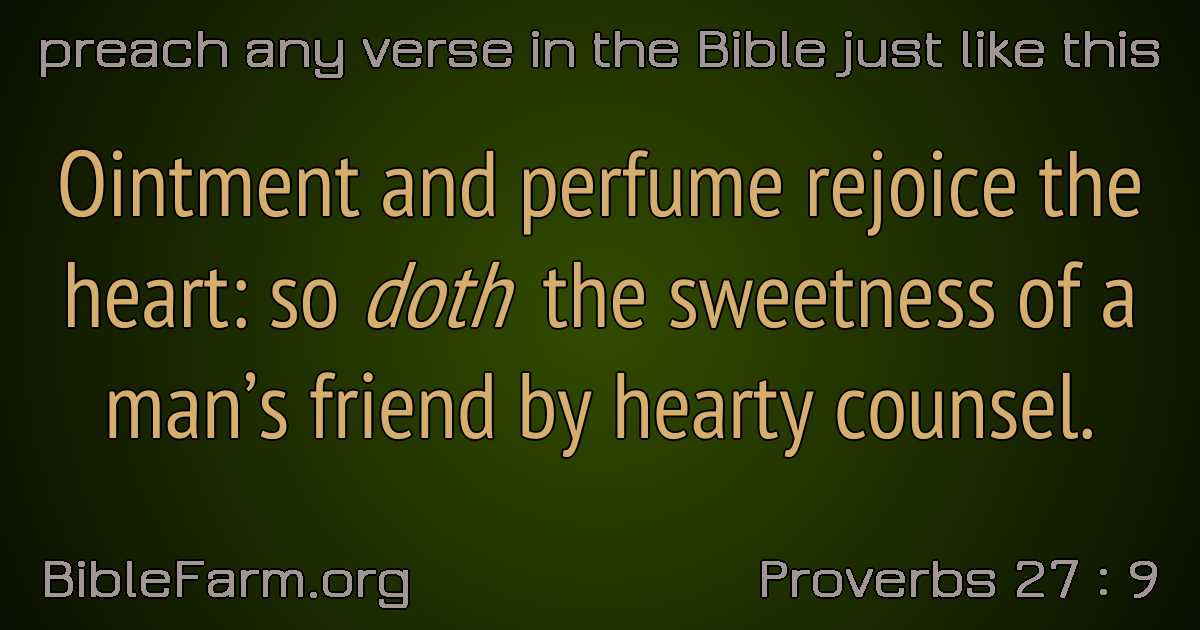 preach any verse in the Bible just like this
Ointment and perfume rejoice the
heart: so doth the sweetness of a
man’s friend by hearty counsel.
BibleFarm.org
Proverbs 27 : 9